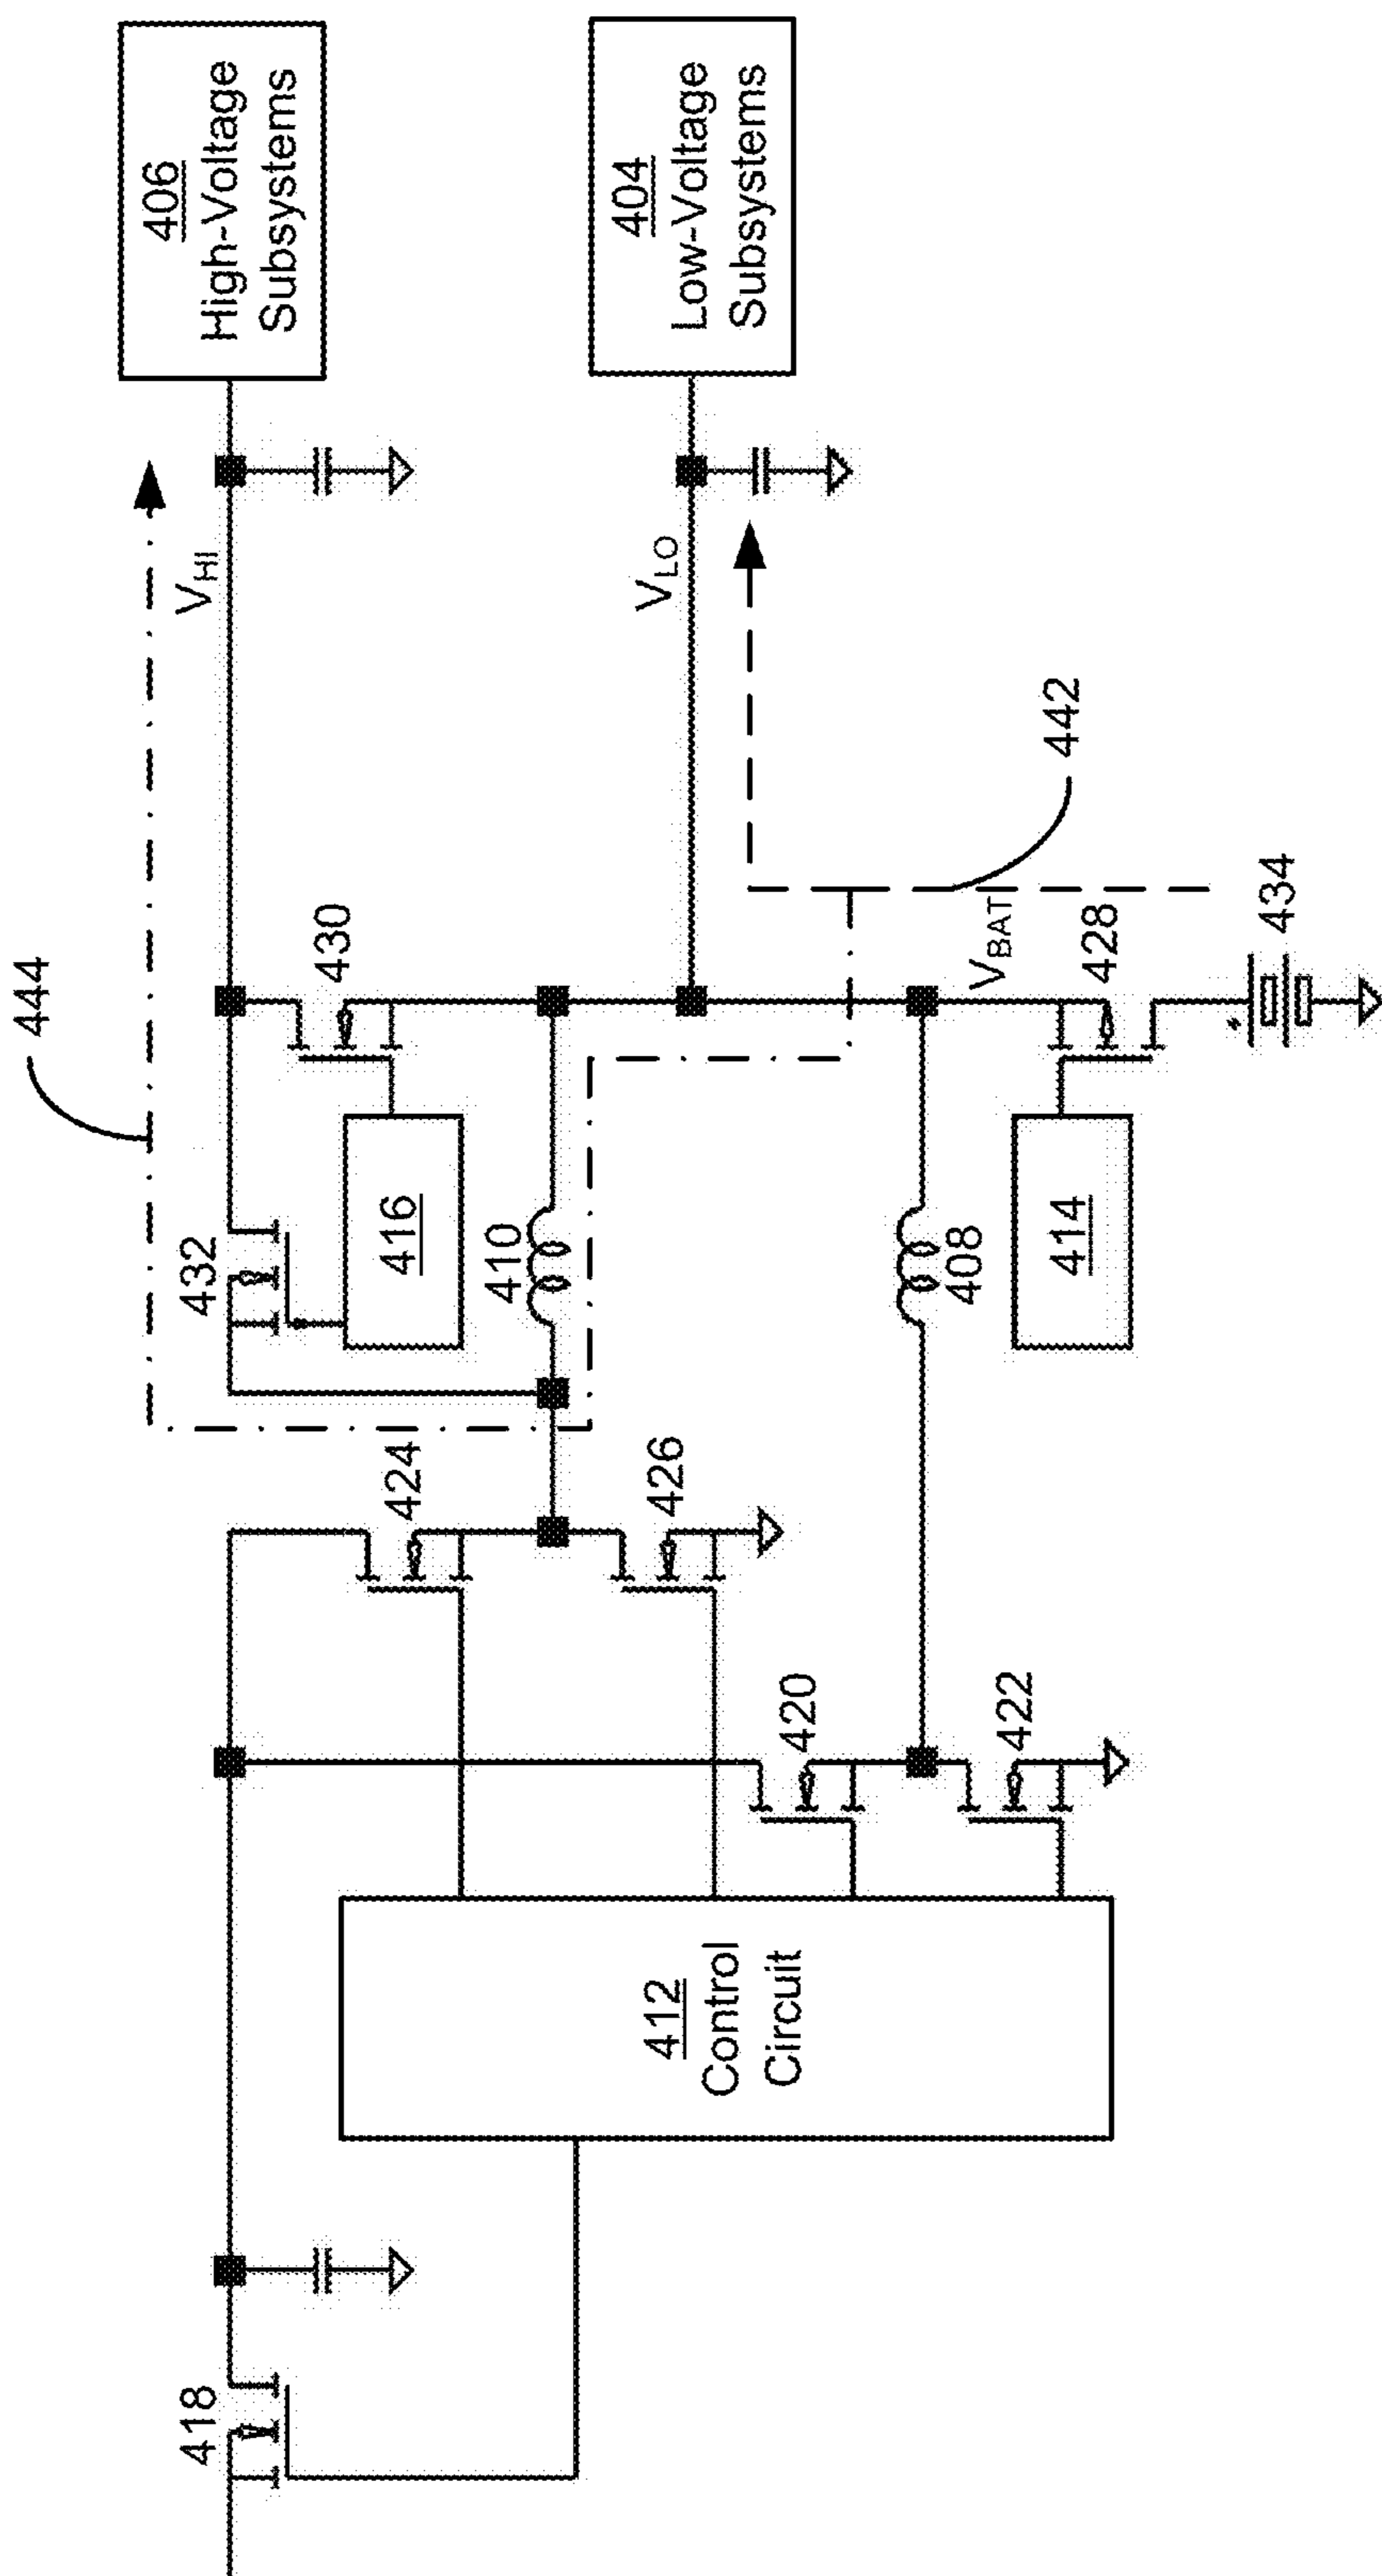 444
406
High-Voltage
Subsystems
V_HI
432
430
416
410
404
Low-Voltage
Subsystems
V_LO
442
V_BAT
428
434
408
414
424
426
420
422
412
Control
Circuit
418